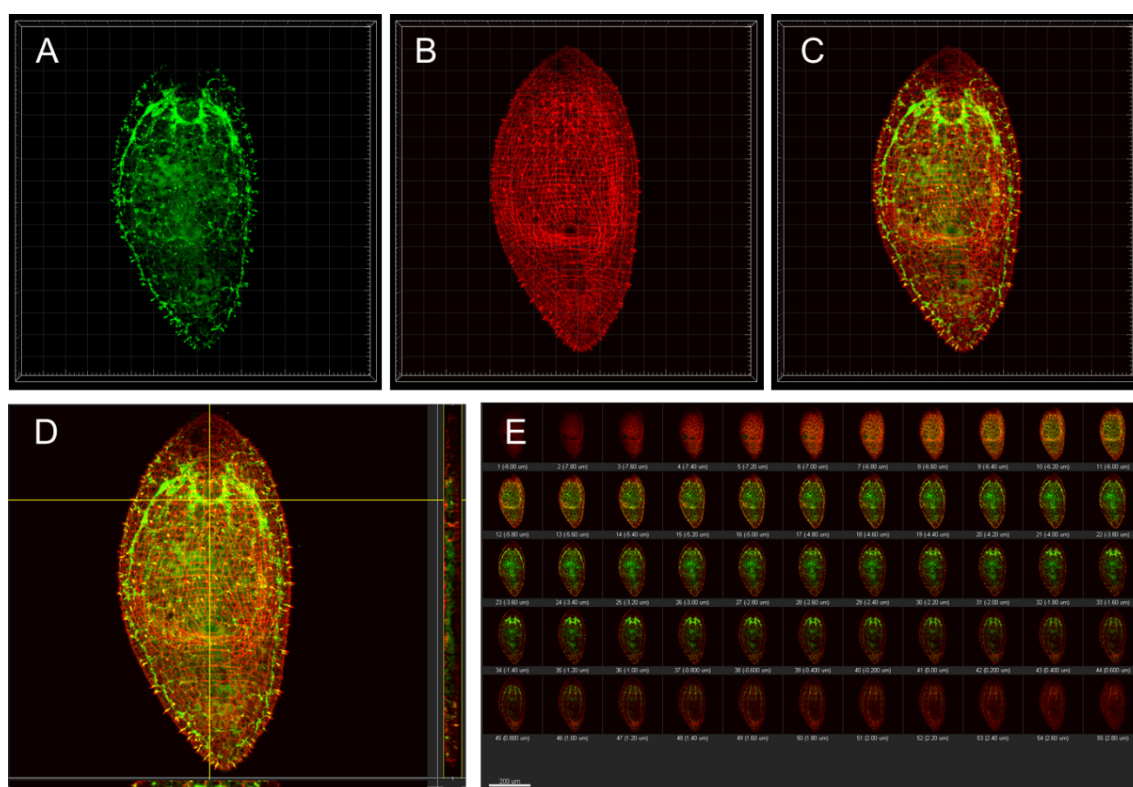 A
B
C
D
E
1 (-8.00 um) 2 (-7.80 um) 3 (-7.60 um) 4 (-7.40 um) 5 (-7.20 um) 6 (-7.00 um) 7 (-6.80 um) 8 (-6.60 um) 9 (-6.40 um) 10 (-6.20 um) 11 (-6.00 um)
12 (-5.80 um) 13 (-5.60 um) 14 (-5.40 um) 15 (-5.20 um) 16 (-5.00 um) 17 (-4.80 um) 18 (-4.60 um) 19 (-4.40 um) 20 (-4.20 um) 21 (-4.00 um) 22 (-3.80 um)
23 (-3.60 um) 24 (-3.40 um) 25 (-3.20 um) 26 (-3.00 um) 27 (-2.80 um) 28 (-2.60 um) 29 (-2.40 um) 30 (-2.20 um) 31 (-2.00 um) 32 (-1.80 um) 33 (-1.60 um)
34 (-1.40 um) 35 (-1.20 um) 36 (-1.00 um) 37 (-0.800 um) 38 (-0.600 um) 39 (-0.400 um) 40 (-0.200 um) 41 (0.00 um) 42 (0.200 um) 43 (0.400 um) 44 (0.600 um)
45 (0.800 um) 46 (1.00 um) 47 (1.20 um) 48 (1.40 um) 49 (1.60 um) 50 (1.80 um) 51 (2.00 um) 52 (2.20 um) 53 (2.40 um) 54 (2.60 um) 55 (2.80 um)
200 um